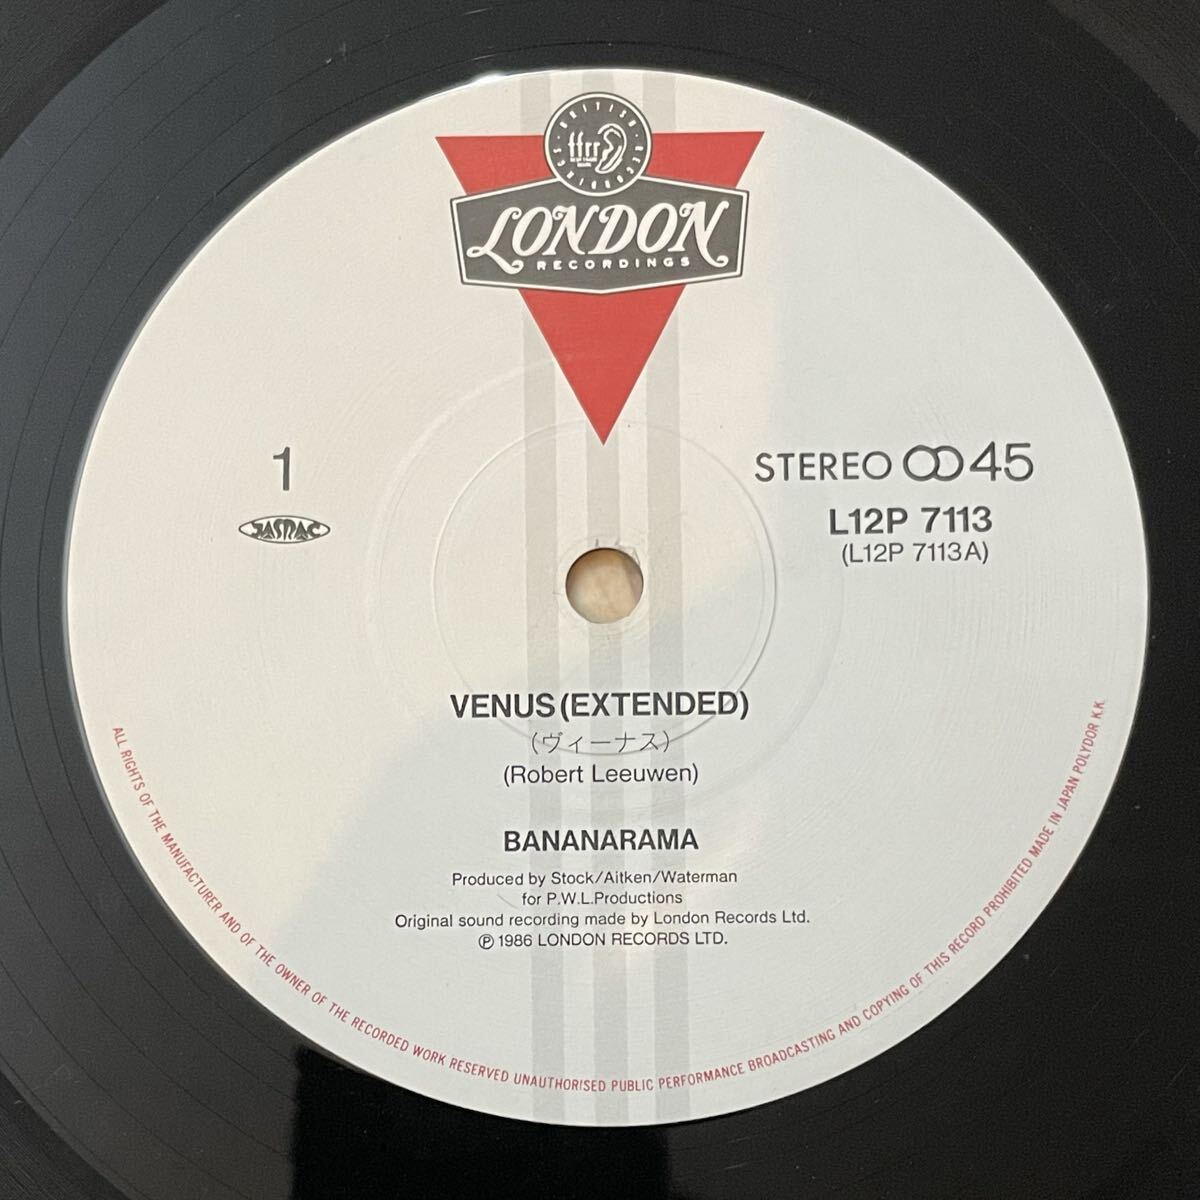 BRITISH RECORDINGS
ffrr
LONDON
RECORDINGS
1
JASRAC
STEREO 45
L12P 7113
(L12P 7113A)
VENUS (EXTENDED)
(ヴィーナス)
(Robert Leeuwen)
BANANARAMA
Produced by Stock/Aitken/Waterman
for P.W.L.Productions
Original sound recording made by London Records Ltd.
Ⓟ 1986 LONDON RECORDS LTD.
ALL RIGHTS OF THE MANUFACTURER AND OF THE OWNER OF THE RECORDED WORK RESERVED UNAUTHORISED PUBLIC PERFORMANCE BROADCASTING AND COPYING OF THIS RECORD PROHIBITED MADE IN JAPAN POLYDOR K.K.